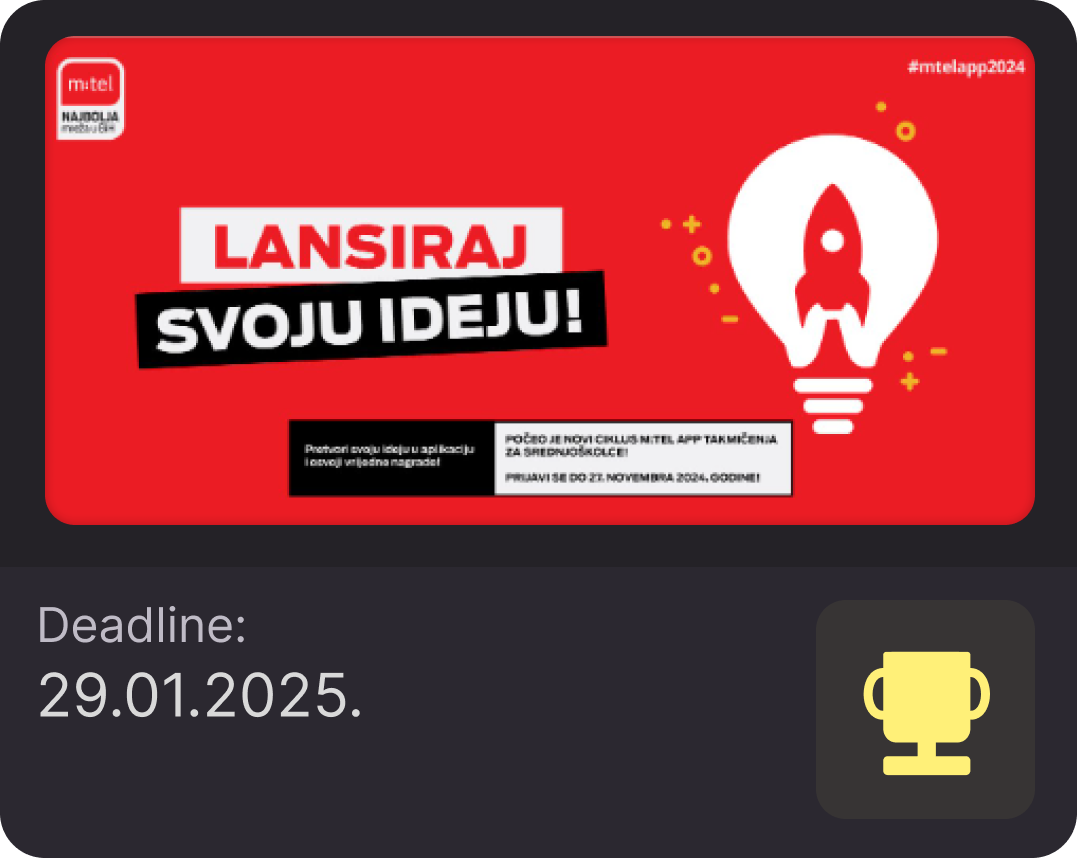 m:tel
NAJBOLJA
mreža u BiH
#mtelapp2024
LANSIRAJ
SVOJU IDEJU!
Pretvori svoju ideju u aplikaciju
i osvoji vrijedne nagrade!
POČEO JE NOVI CIKLUS M:TEL APP TAKMIČENJA
ZA SREDNJOŠKOLCE!
PRIJAVI SE DO 27. NOVEMBRA 2024. GODINE!
Deadline:
29.01.2025.